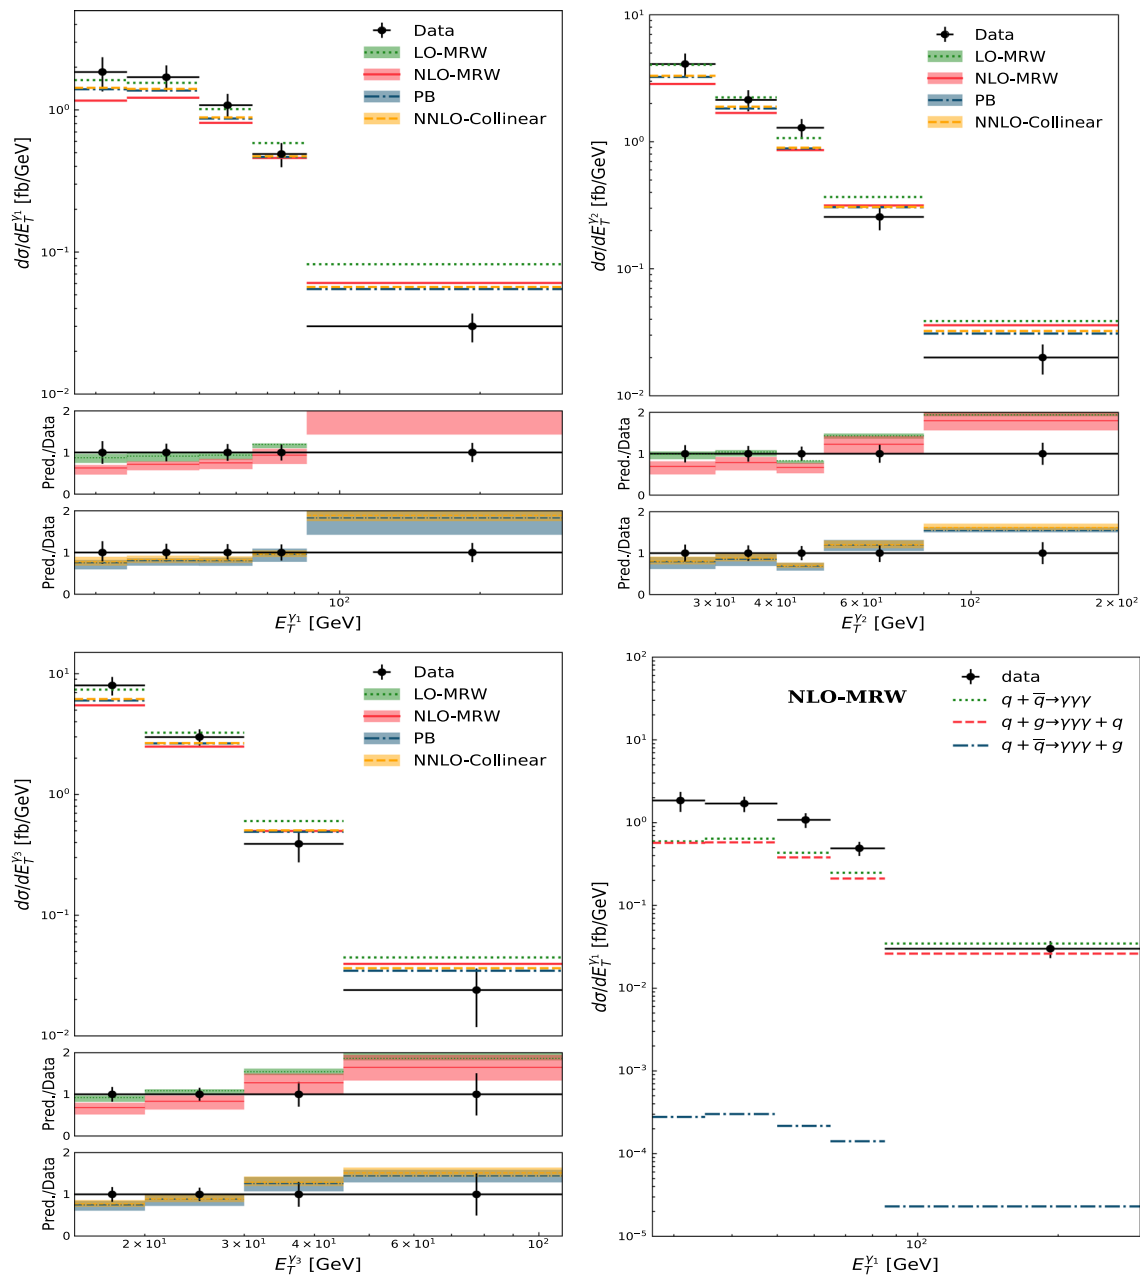 Data
LO-MRW
NLO-MRW
PB
NNLO-Collinear
dσ/dE_T^γ1 [fb/GeV]
10^0
10^-1
10^-2
Pred./Data
2
1
0
Pred./Data
2
1
0
10^2
E_T^γ1 [GeV]
Data
LO-MRW
NLO-MRW
PB
NNLO-Collinear
dσ/dE_T^γ2 [fb/GeV]
10^1
10^0
10^-1
10^-2
Pred./Data
2
1
0
Pred./Data
2
1
0
3 × 10^1
4 × 10^1
6 × 10^1
10^2
2 × 10^2
E_T^γ2 [GeV]
Data
LO-MRW
NLO-MRW
PB
NNLO-Collinear
dσ/dE_T^γ3 [fb/GeV]
10^1
10^0
10^-1
10^-2
Pred./Data
2
1
0
Pred./Data
2
1
0
2 × 10^1
3 × 10^1
4 × 10^1
6 × 10^1
10^2
E_T^γ3 [GeV]
NLO-MRW
data
q + q̅→γγγ
q + g→γγγ + q
q + q̅→γγγ + g
dσ/dE_T^γ1 [fb/GeV]
10^2
10^1
10^0
10^-1
10^-2
10^-3
10^-4
10^-5
10^2
E_T^γ1 [GeV]